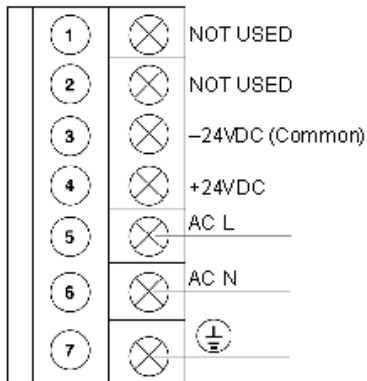 1 NOT USED
2 NOT USED
3 –24VDC (Common)
4 +24VDC
5 AC L
6 AC N
7